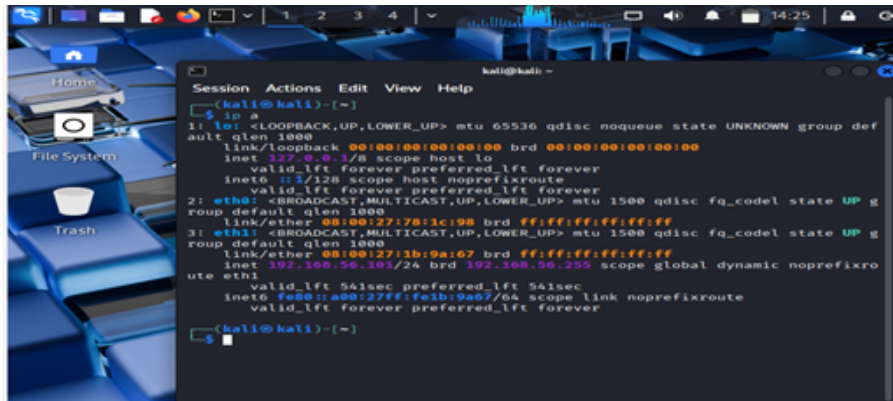 1 2 3 4
14:25
Home
File System
Trash
kali@kali: ~
Session Actions Edit View Help
(kali㉿kali)-[~]
$ ip a
1: lo: <LOOPBACK,UP,LOWER_UP> mtu 65536 qdisc noqueue state UNKNOWN group def
ault qlen 1000
link/loopback 00:00:00:00:00:00 brd 00:00:00:00:00:00
inet 127.0.0.1/8 scope host lo
valid_lft forever preferred_lft forever
inet6 ::1/128 scope host noprefixroute
valid_lft forever preferred_lft forever
2: eth0: <BROADCAST,MULTICAST,UP,LOWER_UP> mtu 1500 qdisc fq_codel state UP g
roup default qlen 1000
link/ether 08:00:27:78:1c:98 brd ff:ff:ff:ff:ff:ff
3: eth1: <BROADCAST,MULTICAST,UP,LOWER_UP> mtu 1500 qdisc fq_codel state UP g
roup default qlen 1000
link/ether 08:00:27:1b:9a:67 brd ff:ff:ff:ff:ff:ff
inet 192.168.56.101/24 brd 192.168.56.255 scope global dynamic noprefixro
ute eth1
valid_lft 541sec preferred_lft 541sec
inet6 fe80::a00:27ff:fe1b:9a67/64 scope link noprefixroute
valid_lft forever preferred_lft forever
(kali㉿kali)-[~]
$